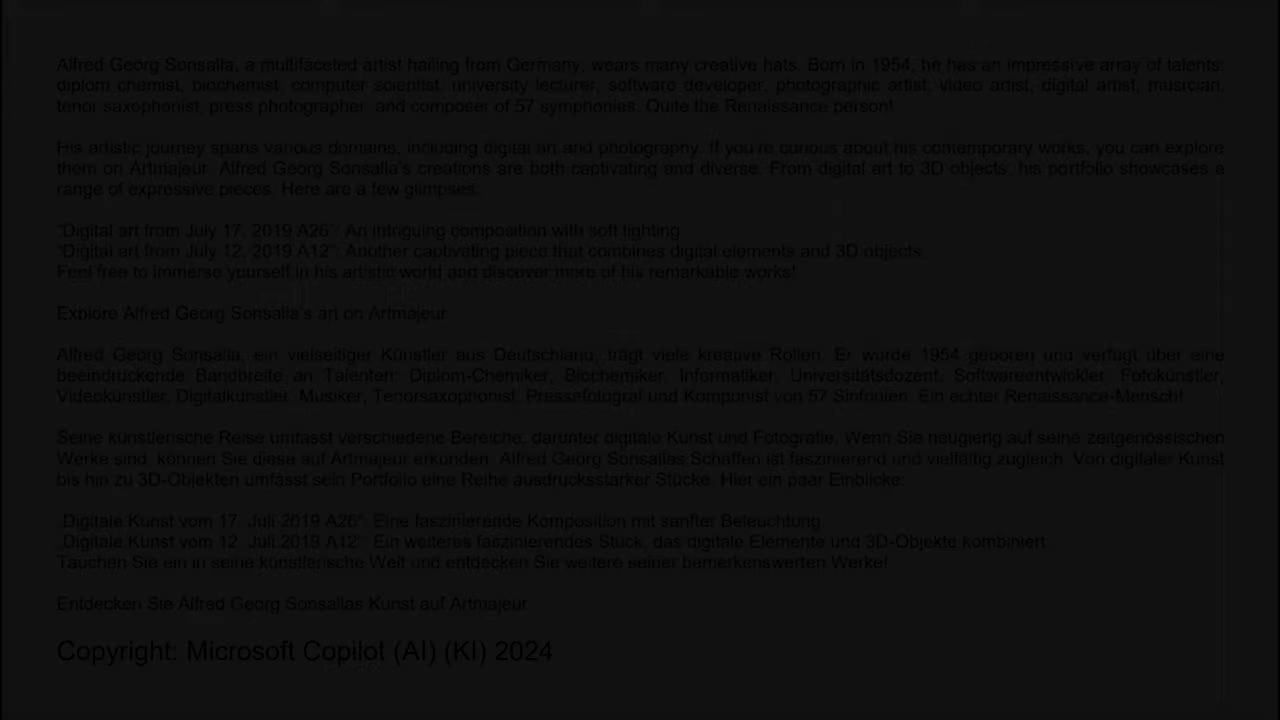 Alfred Georg Sonsalla, a multifaceted artist hailing from Germany, wears many creative hats. Born in 1954, he has an impressive array of talents:
diplom chemist, biochemist, computer scientist, university lecturer, software developer, photographic artist, video artist, digital artist, musician,
tenor saxophonist, press photographer, and composer of 57 symphonies. Quite the Renaissance person!
His artistic journey spans various domains, including digital art and photography. If you're curious about his contemporary works, you can explore
them on Artmajeur. Alfred Georg Sonsalla's creations are both captivating and diverse. From digital art to 3D objects, his portfolio showcases a
range of expressive pieces. Here are a few glimpses:
"Digital art from July 17, 2019 A26": An intriguing composition with soft lighting.
"Digital art from July 12, 2019 A12": Another captivating piece that combines digital elements and 3D objects.
Feel free to immerse yourself in his artistic world and discover more of his remarkable works!
Explore Alfred Georg Sonsalla's art on Artmajeur
Alfred Georg Sonsalla, ein vielseitiger Künstler aus Deutschland, trägt viele kreative Rollen. Er wurde 1954 geboren und verfügt über eine
beeindruckende Bandbreite an Talenten: Diplom-Chemiker, Biochemiker, Informatiker, Universitätsdozent, Softwareentwickler, Fotokünstler,
Videokünstler, Digitalkünstler, Musiker, Tenorsaxophonist, Pressefotograf und Komponist von 57 Sinfonien. Ein echter Renaissance-Mensch!
Seine künstlerische Reise umfasst verschiedene Bereiche, darunter digitale Kunst und Fotografie. Wenn Sie neugierig auf seine zeitgenössischen
Werke sind, können Sie diese auf Artmajeur erkunden. Alfred Georg Sonsallas Schaffen ist faszinierend und vielfältig zugleich. Von digitaler Kunst
bis hin zu 3D-Objekten umfasst sein Portfolio eine Reihe ausdrucksstarker Stücke. Hier ein paar Einblicke:
„Digitale Kunst vom 17. Juli 2019 A26“: Eine faszinierende Komposition mit sanfter Beleuchtung.
„Digitale Kunst vom 12. Juli 2019 A12“: Ein weiteres faszinierendes Stück, das digitale Elemente und 3D-Objekte kombiniert.
Tauchen Sie ein in seine künstlerische Welt und entdecken Sie weitere seiner bemerkenswerten Werke!
Entdecken Sie Alfred Georg Sonsallas Kunst auf Artmajeur
Copyright: Microsoft Copilot (AI) (KI) 2024